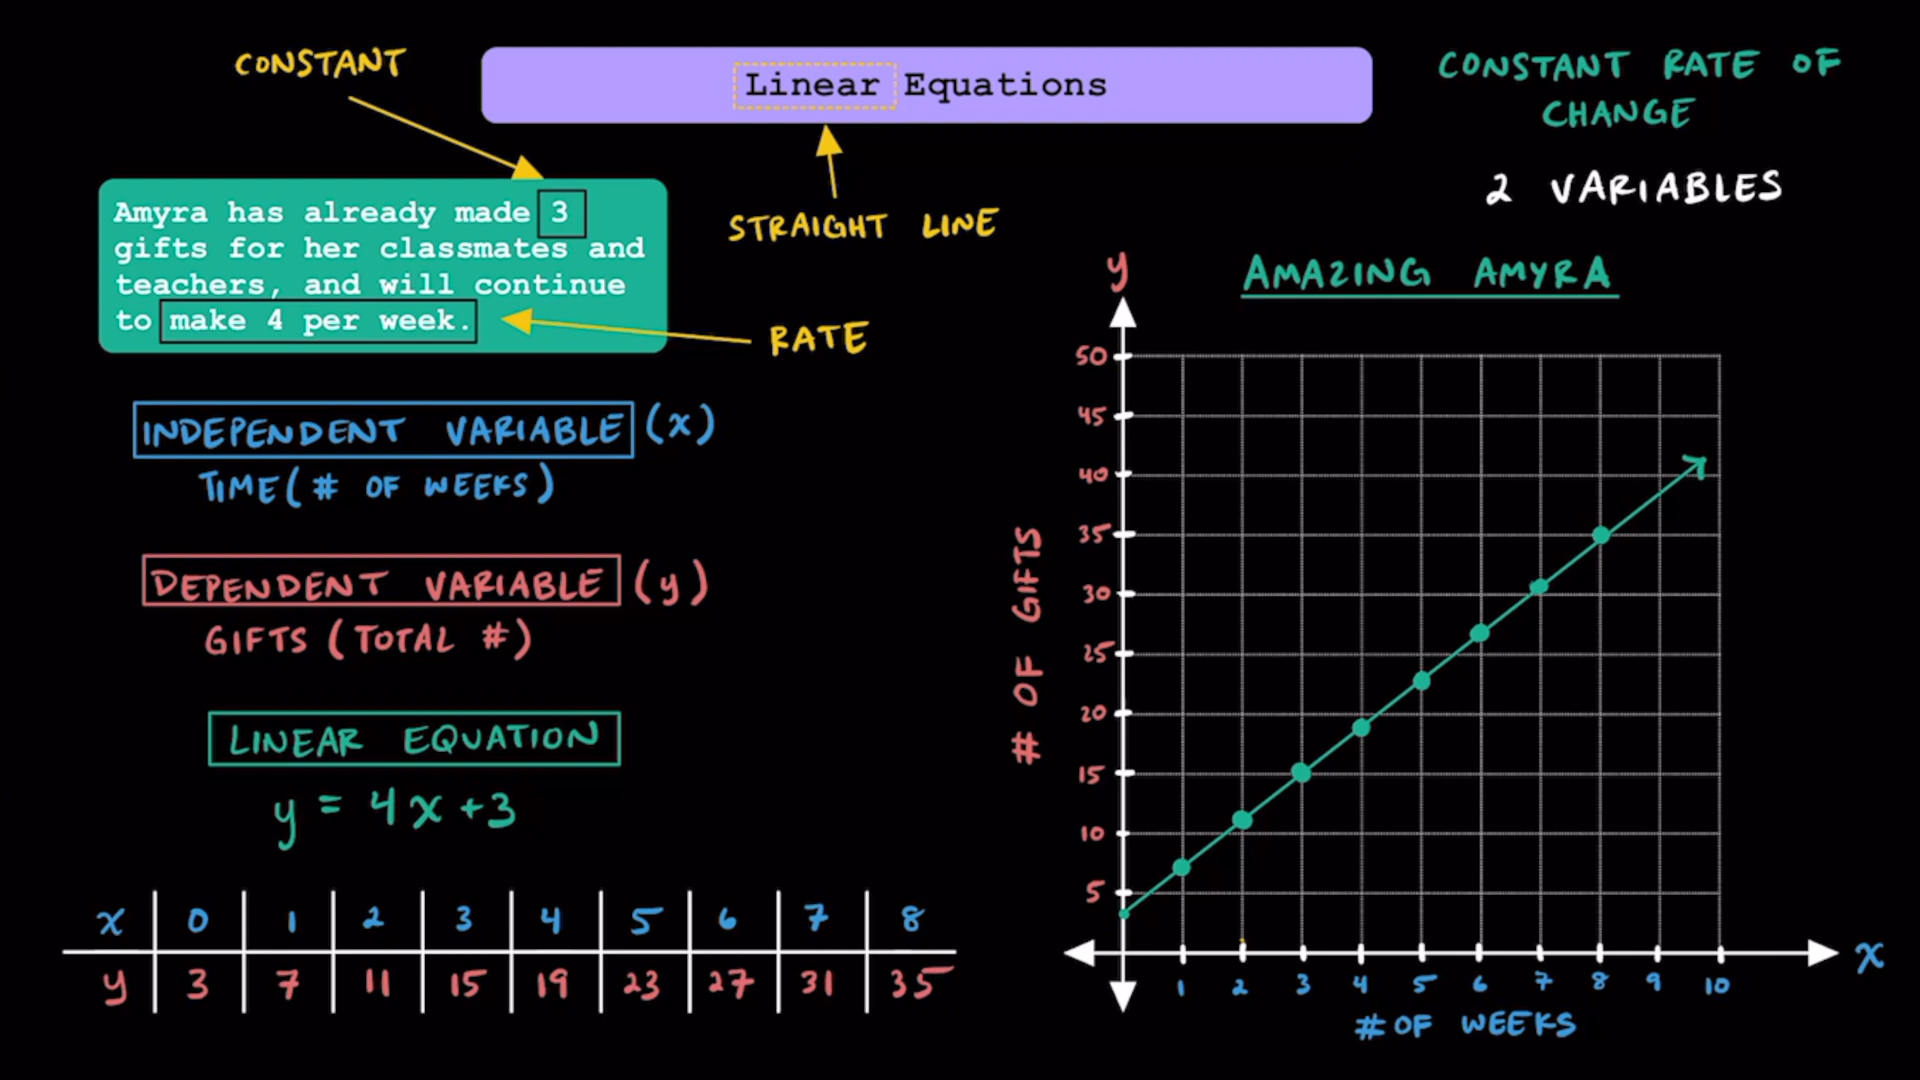 CONSTANT
Linear Equations
CONSTANT RATE OF
CHANGE
2 VARIABLES
STRAIGHT LINE
Amyra has already made 3
gifts for her classmates and
teachers, and will continue
to make 4 per week.
RATE
INDEPENDENT VARIABLE (x)
TIME (# OF WEEKS)
DEPENDENT VARIABLE (y)
GIFTS (TOTAL #)
LINEAR EQUATION
y = 4x+3
x 0 1 2 3 4 5 6 7 8
y 3 7 11 15 19 23 27 31 35
AMAZING AMYRA
y
50
45
40
35
30
25
20
15
10
5
# OF GIFTS
x
1 2 3 4 5 6 7 8 9 10
# OF WEEKS